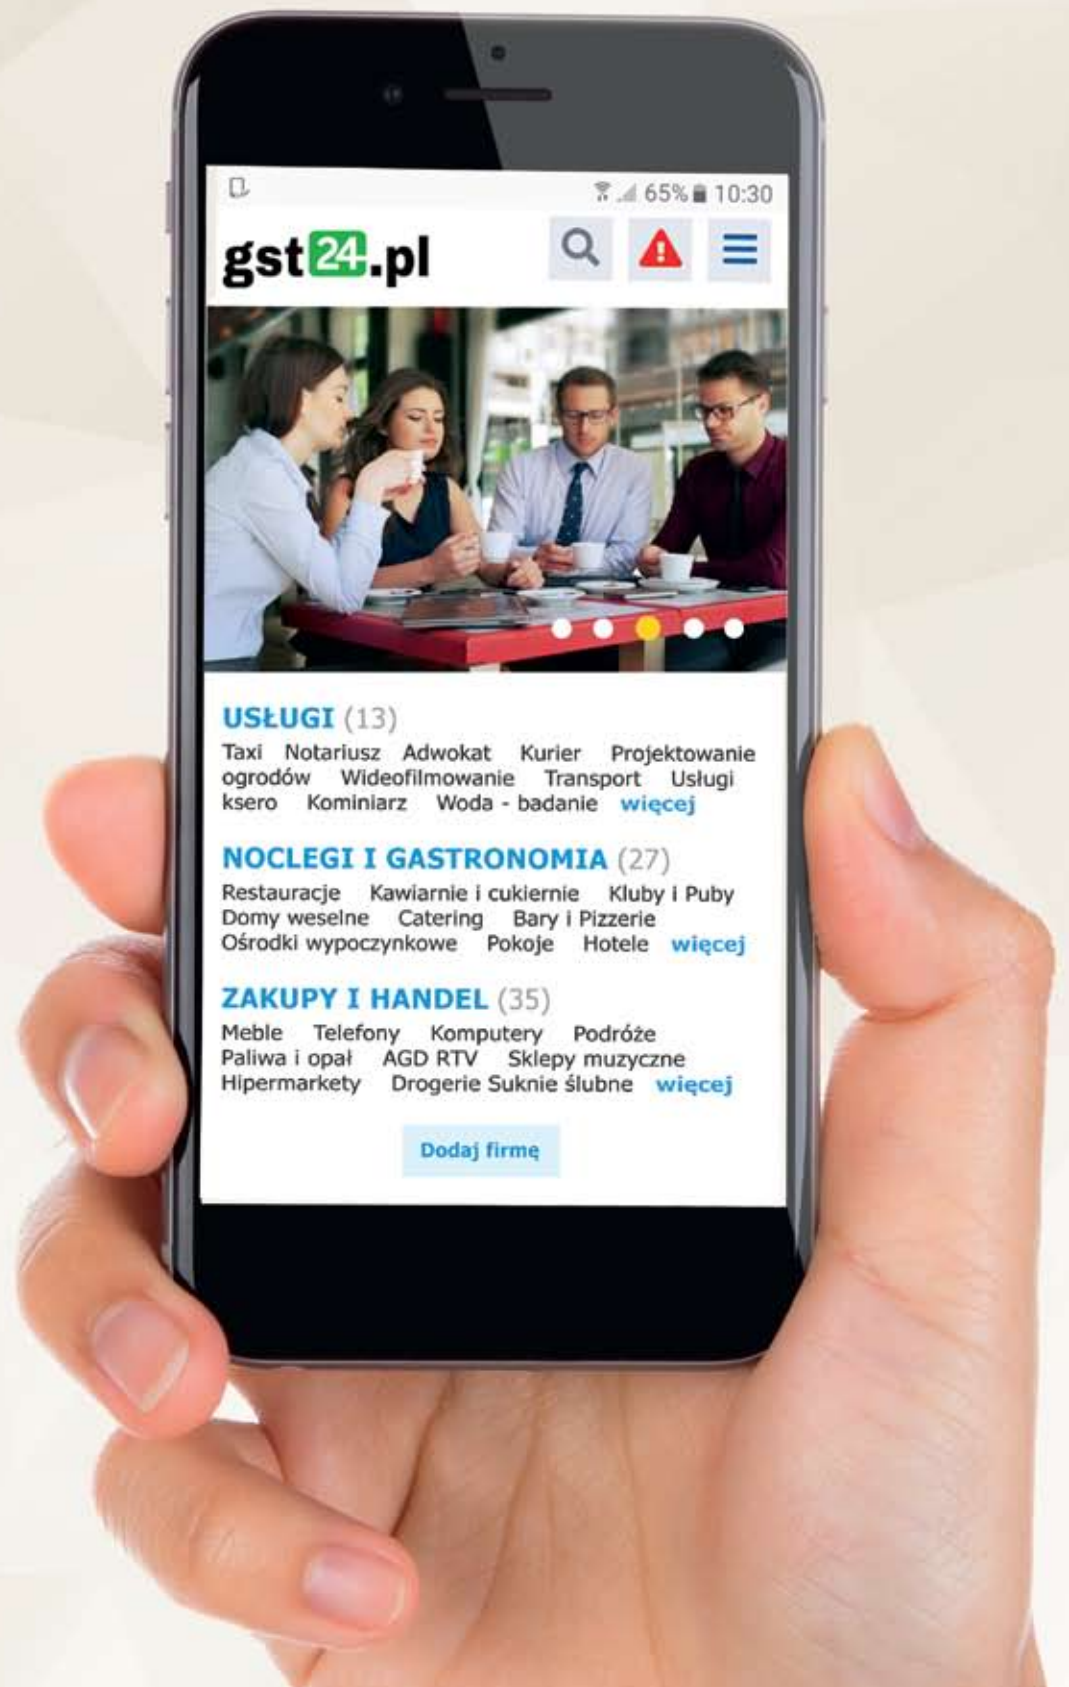 65% 10:30
gst24.pl
USŁUGI (13)
Taxi Notariusz Adwokat Kurier Projektowanie
ogrodów Wideofilmowanie Transport Usługi
ksero Kominiarz Woda - badanie więcej
NOCLEGI I GASTRONOMIA (27)
Restauracje Kawiarnie i cukiernie Kluby i Puby
Domy weselne Catering Bary i Pizzerie
Ośrodki wypoczynkowe Pokoje Hotele więcej
ZAKUPY I HANDEL (35)
Meble Telefony Komputery Podróże
Paliwa i opał AGD RTV Sklepy muzyczne
Hipermarkety Drogerie Suknie ślubne więcej
Dodaj firmę